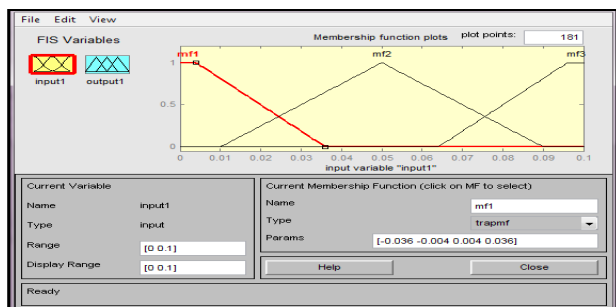 File Edit View
FIS Variables
Membership function plots plot points: 181
mf1 mf2 mf3
1
0.5
0
input1 output1
0 0.01 0.02 0.03 0.04 0.05 0.06 0.07 0.08 0.09 0.1
input variable "input1"
Current Variable
Name input1
Type input
Range [0 0.1]
Display Range [0 0.1]
Current Membership Function (click on MF to select)
Name mf1
Type trapmf
Params [-0.036 -0.004 0.004 0.036]
Help Close
Ready